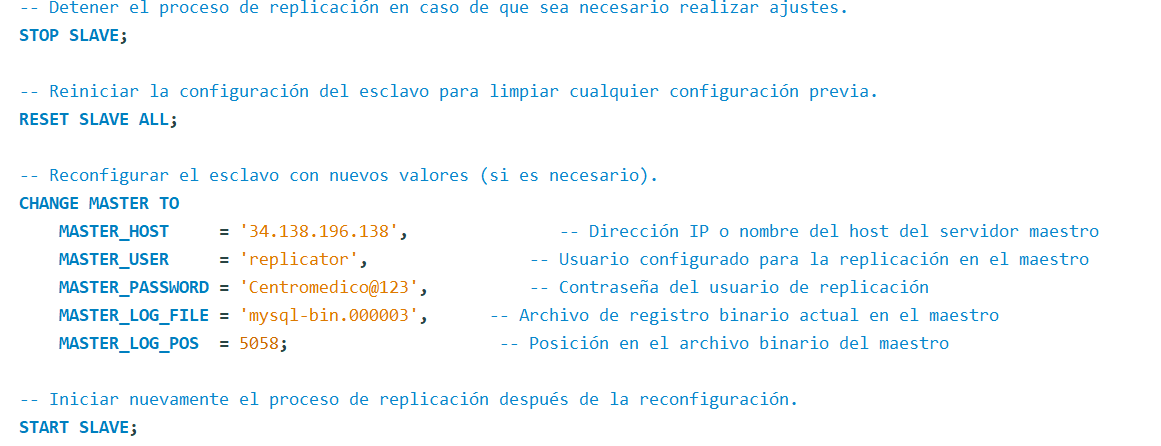 -- Detener el proceso de replicación en caso de que sea necesario realizar ajustes.
STOP SLAVE;
-- Reiniciar la configuración del esclavo para limpiar cualquier configuración previa.
RESET SLAVE ALL;
-- Reconfigurar el esclavo con nuevos valores (si es necesario).
CHANGE MASTER TO
    MASTER_HOST     = '34.138.196.138',               -- Dirección IP o nombre del host del servidor maestro
    MASTER_USER     = 'replicator',                -- Usuario configurado para la replicación en el maestro
    MASTER_PASSWORD = 'Centromedico@123',          -- Contraseña del usuario de replicación
    MASTER_LOG_FILE = 'mysql-bin.000003',      -- Archivo de registro binario actual en el maestro
    MASTER_LOG_POS  = 5058;                     -- Posición en el archivo binario del maestro
-- Iniciar nuevamente el proceso de replicación después de la reconfiguración.
START SLAVE;